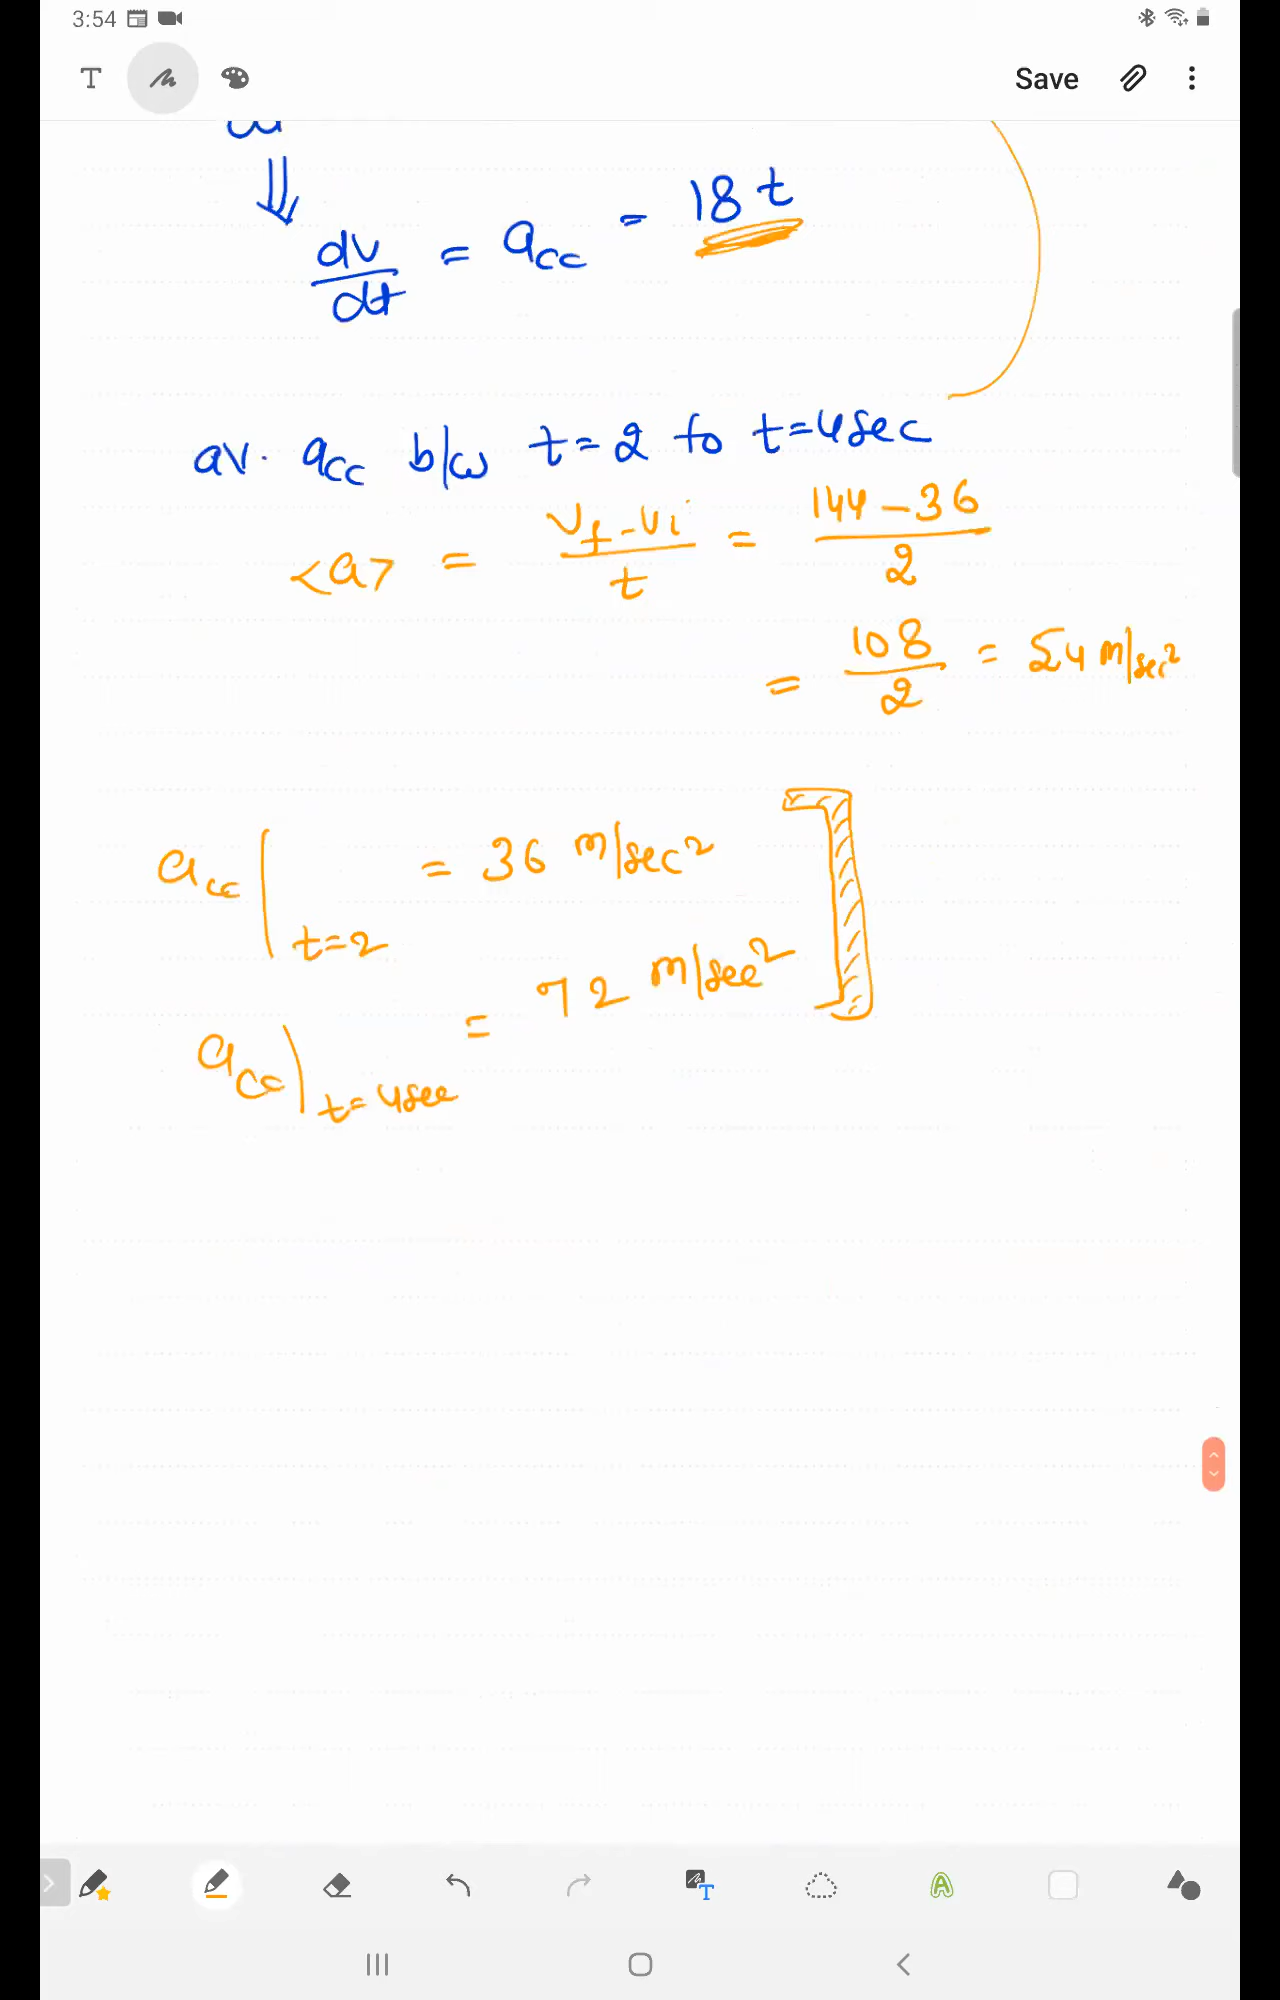 3:54
Save
dv/dt = acc = 18t
av. acc b/w t=2 to t=4sec
<a> = (vf - vi)/t = (144-36)/2
= 108/2 = 54 m/sec²
acc|t=2 = 36 m/sec²
acc|t=4sec = 72 m/sec²